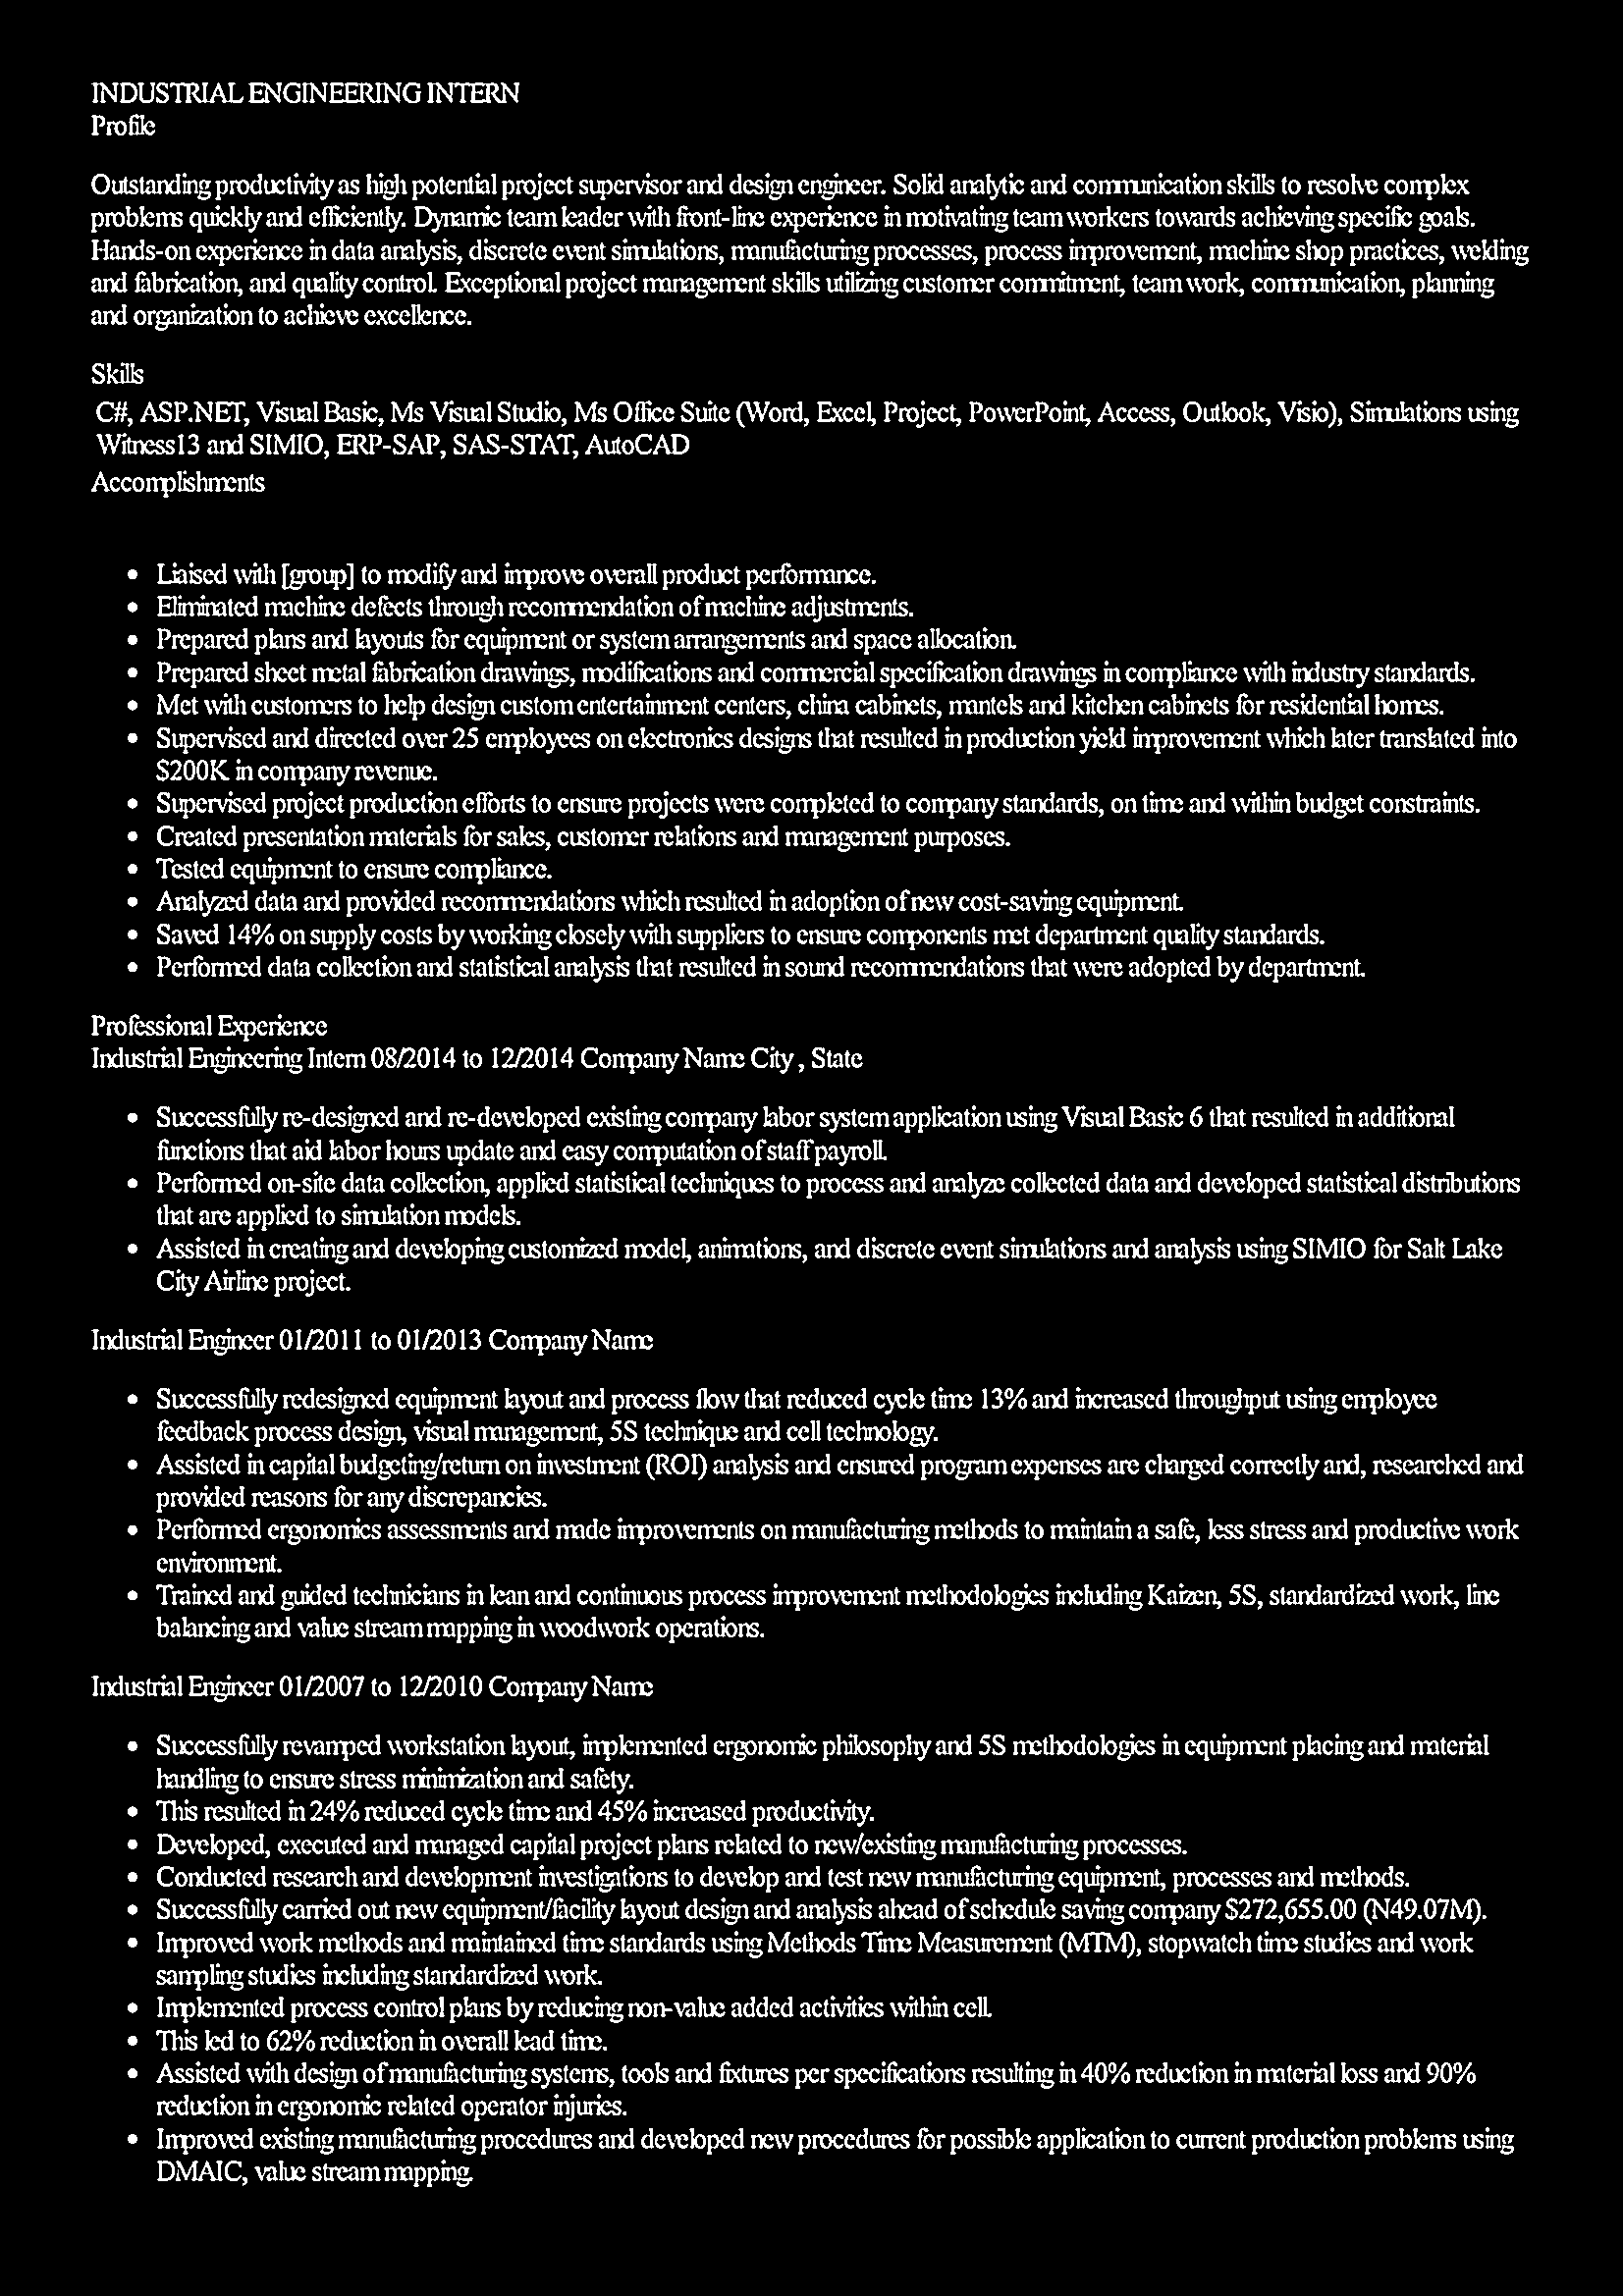 INDUSTRIAL ENGINEERING INTERN
Profile
Outstanding productivity as high potential project supervisor and design engineer. Solid analytic and communication skills to resolve complex
problems quickly and efficiently. Dynamic team leader with front-line experience in motivating team workers towards achieving specific goals.
Hands-on experience in data analysis, discrete event simulations, manufacturing processes, process improvement, machine shop practices, welding
and fabrication, and quality control. Exceptional project management skills utilizing customer commitment, team work, communication, planning
and organization to achieve excellence.
Skills
C#, ASP.NET, Visual Basic, Ms Visual Studio, Ms Office Suite (Word, Excel, Project, PowerPoint, Access, Outlook, Visio), Simulations using
Witness13 and SIMIO, ERP-SAP, SAS-STAT, AutoCAD
Accomplishments
• Liaised with [group] to modify and improve overall product performance.
• Eliminated machine defects through recommendation of machine adjustments.
• Prepared plans and layouts for equipment or system arrangements and space allocation.
• Prepared sheet metal fabrication drawings, modifications and commercial specification drawings in compliance with industry standards.
• Met with customers to help design custom entertainment centers, china cabinets, mantels and kitchen cabinets for residential homes.
• Supervised and directed over 25 employees on electronics designs that resulted in production yield improvement which later translated into
$200K in company revenue.
• Supervised project production efforts to ensure projects were completed to company standards, on time and within budget constraints.
• Created presentation materials for sales, customer relations and management purposes.
• Tested equipment to ensure compliance.
• Analyzed data and provided recommendations which resulted in adoption of new cost-saving equipment.
• Saved 14% on supply costs by working closely with suppliers to ensure components met department quality standards.
• Performed data collection and statistical analysis that resulted in sound recommendations that were adopted by department.
Professional Experience
Industrial Engineering Intern 08/2014 to 12/2014 Company Name City , State
• Successfully re-designed and re-developed existing company labor system application using Visual Basic 6 that resulted in additional
functions that aid labor hours update and easy computation of staff payroll.
• Performed on-site data collection, applied statistical techniques to process and analyze collected data and developed statistical distributions
that are applied to simulation models.
• Assisted in creating and developing customized model, animations, and discrete event simulations and analysis using SIMIO for Salt Lake
City Airline project.
Industrial Engineer 01/2011 to 01/2013 Company Name
• Successfully redesigned equipment layout and process flow that reduced cycle time 13% and increased throughput using employee
feedback process design, visual management, 5S technique and cell technology.
• Assisted in capital budgeting/return on investment (ROI) analysis and ensured program expenses are charged correctly and, researched and
provided reasons for any discrepancies.
• Performed ergonomics assessments and made improvements on manufacturing methods to maintain a safe, less stress and productive work
environment.
• Trained and guided technicians in lean and continuous process improvement methodologies including Kaizen, 5S, standardized work, line
balancing and value stream mapping in woodwork operations.
Industrial Engineer 01/2007 to 12/2010 Company Name
• Successfully revamped workstation layout, implemented ergonomic philosophy and 5S methodologies in equipment placing and material
handling to ensure stress minimization and safety.
• This resulted in 24% reduced cycle time and 45% increased productivity.
• Developed, executed and managed capital project plans related to new/existing manufacturing processes.
• Conducted research and development investigations to develop and test new manufacturing equipment, processes and methods.
• Successfully carried out new equipment/facility layout design and analysis ahead of schedule saving company $272,655.00 (N49.07M).
• Improved work methods and maintained time standards using Methods Time Measurement (MTM), stopwatch time studies and work
sampling studies including standardized work.
• Implemented process control plans by reducing non-value added activities within cell.
• This led to 62% reduction in overall lead time.
• Assisted with design of manufacturing systems, tools and fixtures per specifications resulting in 40% reduction in material loss and 90%
reduction in ergonomic related operator injuries.
• Improved existing manufacturing procedures and developed new procedures for possible application to current production problems using
DMAIC, value stream mapping.